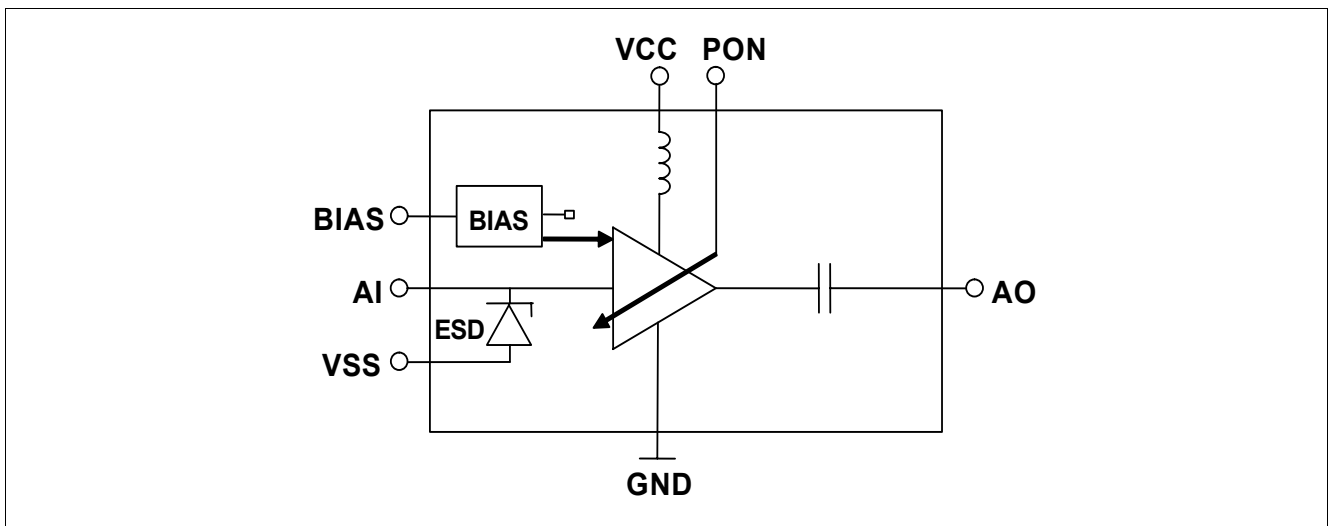 VCC PON
BIAS
BIAS
AI
ESD
VSS
AO
GND